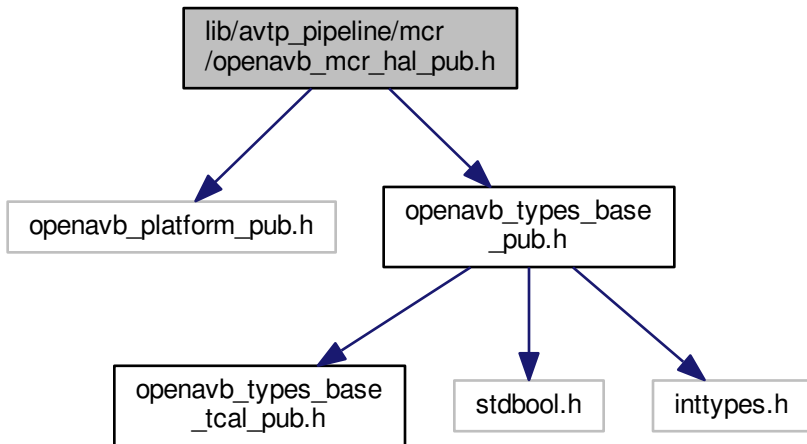 lib/avtp_pipeline/mcr
/openavb_mcr_hal_pub.h
openavb_platform_pub.h
openavb_types_base
_pub.h
openavb_types_base
_tcal_pub.h
stdbool.h
inttypes.h